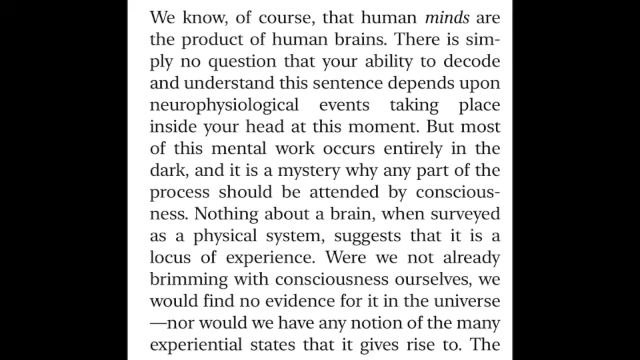 We know, of course, that human minds are
the product of human brains. There is sim-
ply no question that your ability to decode
and understand this sentence depends upon
neurophysiological events taking place
inside your head at this moment. But most
of this mental work occurs entirely in the
dark, and it is a mystery why any part of the
process should be attended by conscious-
ness. Nothing about a brain, when surveyed
as a physical system, suggests that it is a
locus of experience. Were we not already
brimming with consciousness ourselves, we
would find no evidence for it in the universe
—nor would we have any notion of the many
experiential states that it gives rise to. The